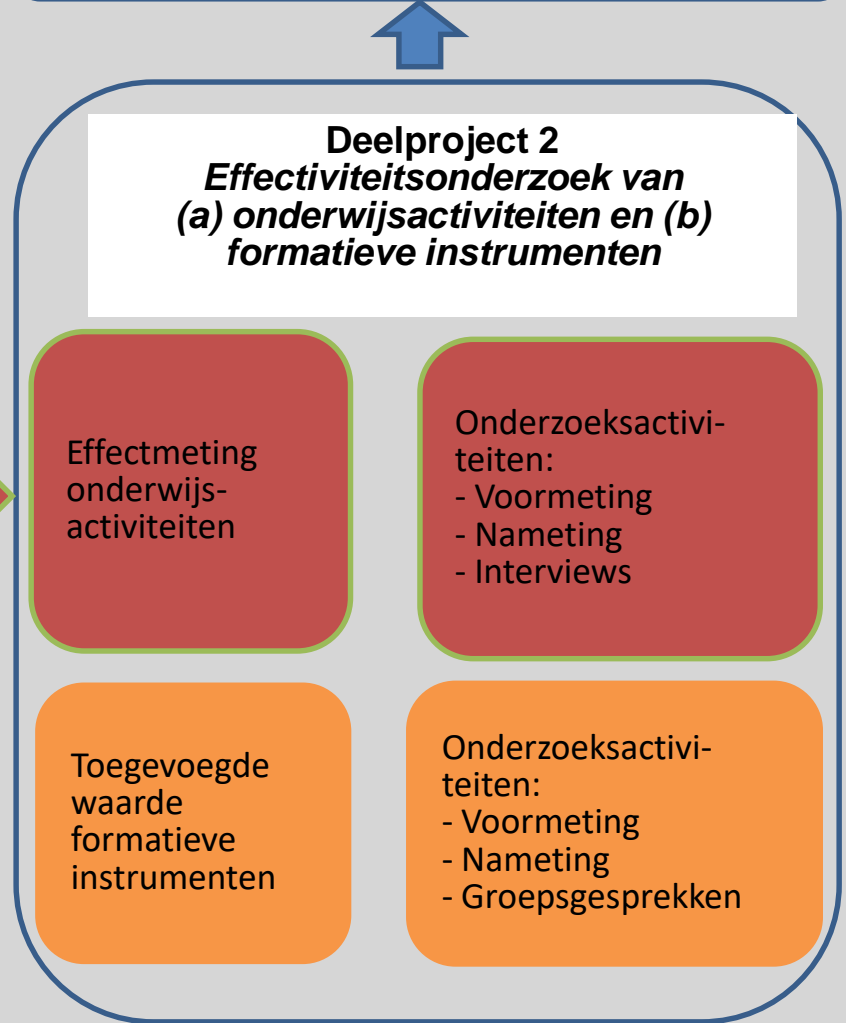 Deelproject 2
Effectiviteitsonderzoek van
(a) onderwijsactiviteiten en (b)
formatieve instrumenten
Effectmeting
onderwijs-
activiteiten
Onderzoeksactivi-
teiten:
- Voormeting
- Nameting
- Interviews
Toegevoegde
waarde
formatieve
instrumenten
Onderzoeksactivi-
teiten:
- Voormeting
- Nameting
- Groepsgesprekken